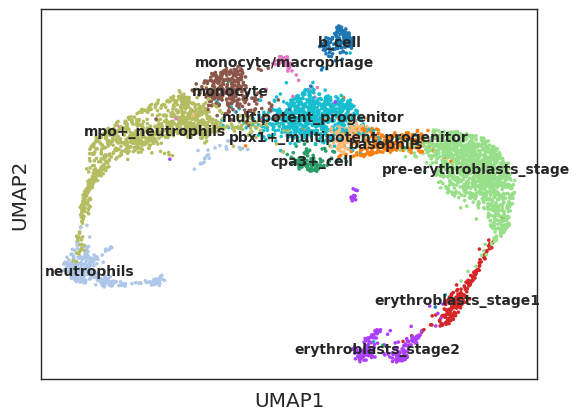 b_cell
monocyte/macrophage
monocyte
multipotent_progenitor
mpo+_neutrophils
pbx1+_multipotent_progenitor
basophils
cpa3+_cell
pre-erythroblasts_stage
neutrophils
erythroblasts_stage1
erythroblasts_stage2
UMAP2
UMAP1